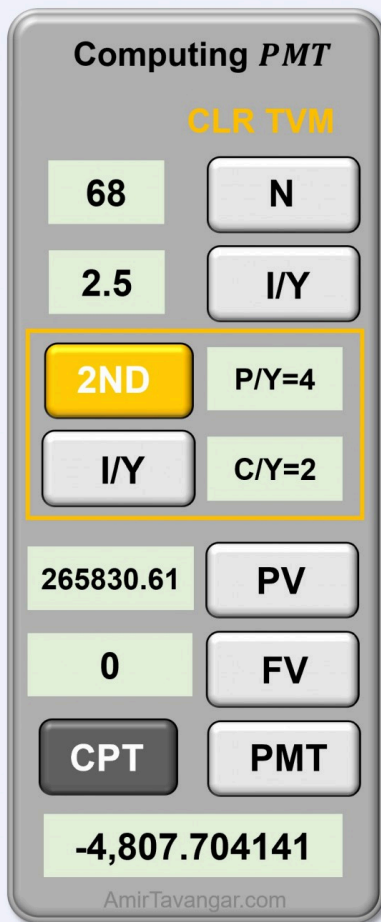 Computing PMT
CLR TVM
68 N
2.5 I/Y
2ND P/Y=4
I/Y C/Y=2
265830.61 PV
0 FV
CPT PMT
-4,807.704141
AmirTavangar.com